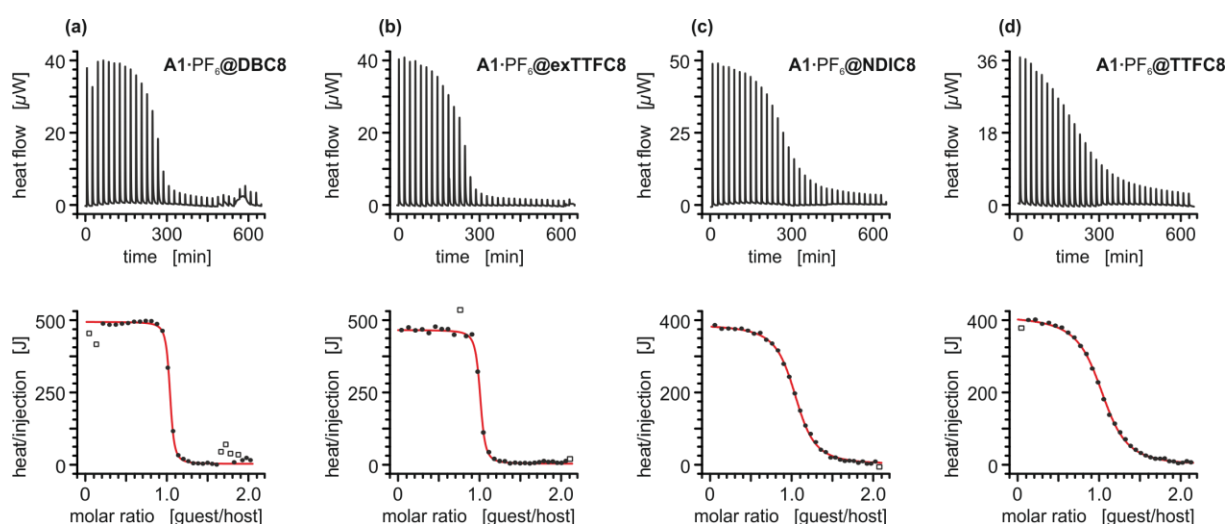 (a) (b) (c) (d)
A1·PF₆@DBC8 A1·PF₆@exTTFC8 A1·PF₆@NDIC8 A1·PF₆@TTFC8
heat flow [µW] heat flow [µW] heat flow [µW] heat flow [µW]
40 40 50 36
20 20 25 18
0 0 0 0
0 300 600 0 300 600 0 300 600 0 300 600
time [min] time [min] time [min] time [min]
heat/injection [J] heat/injection [J] heat/injection [J] heat/injection [J]
500 500 400 400
250 250 200 200
0 0 0 0
0 1.0 2.0 0 1.0 2.0 0 1.0 2.0 0 1.0 2.0
molar ratio [guest/host] molar ratio [guest/host] molar ratio [guest/host] molar ratio [guest/host]